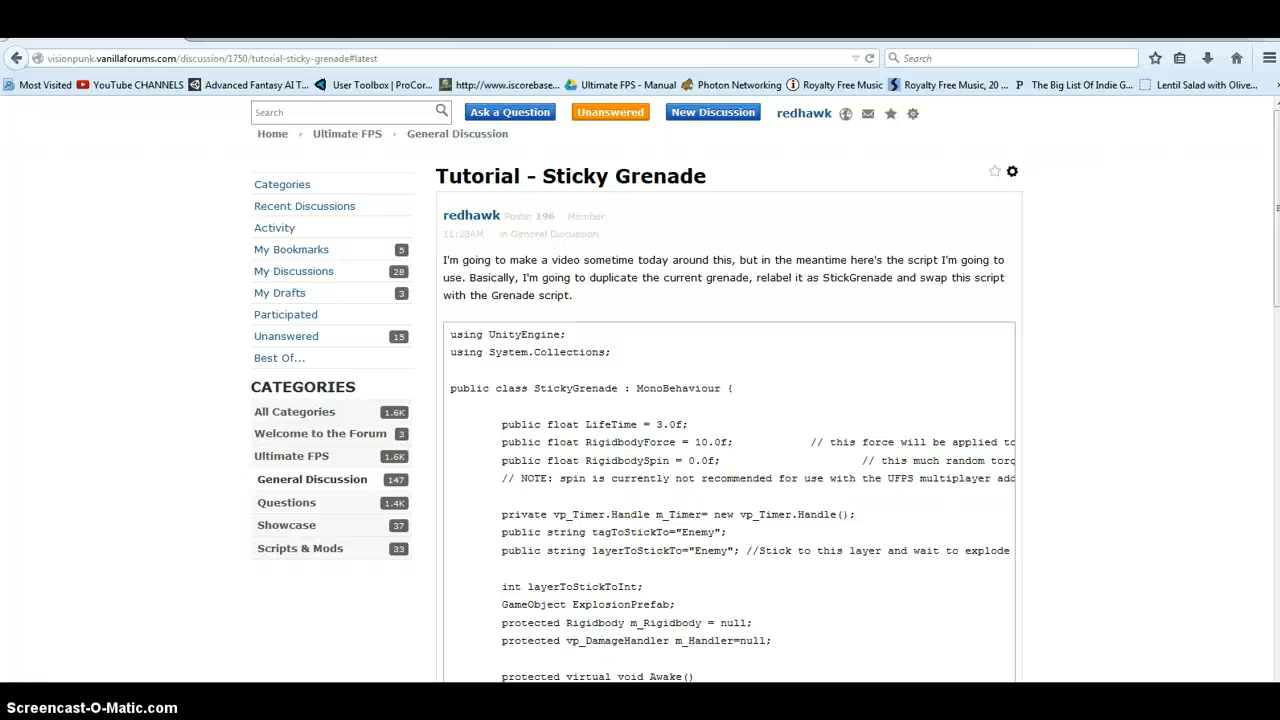 visionpunk.vanillaforums.com/discussion/1750/tutorial-sticky-grenade#latest
Search
Most Visited YouTube CHANNELS Advanced Fantasy AI T... User Toolbox | ProCor... http://www.iscorebase... Ultimate FPS - Manual Photon Networking Royalty Free Music Royalty Free Music, 20 ... The Big List Of Indie G... Lentil Salad with Olive...
Search Ask a Question Unanswered New Discussion redhawk
Home › Ultimate FPS › General Discussion
Tutorial - Sticky Grenade
Categories
Recent Discussions
Activity
My Bookmarks 5
My Discussions 28
My Drafts 3
Participated
Unanswered 15
Best Of...
CATEGORIES
All Categories 1.6K
Welcome to the Forum 3
Ultimate FPS 1.6K
General Discussion 147
Questions 1.4K
Showcase 37
Scripts & Mods 33
redhawk Posts: 196 Member
11:28AM in General Discussion
I'm going to make a video sometime today around this, but in the meantime here's the script I'm going to
use. Basically, I'm going to duplicate the current grenade, relabel it as StickGrenade and swap this script
with the Grenade script.
using UnityEngine;
using System.Collections;
public class StickyGrenade : MonoBehaviour {
public float LifeTime = 3.0f;
public float RigidbodyForce = 10.0f; // this force will be applied to
public float RigidbodySpin = 0.0f; // this much random torq
// NOTE: spin is currently not recommended for use with the UFPS multiplayer add
private vp_Timer.Handle m_Timer= new vp_Timer.Handle();
public string tagToStickTo="Enemy";
public string layerToStickTo="Enemy"; //Stick to this layer and wait to explode
int layerToStickToInt;
GameObject ExplosionPrefab;
protected Rigidbody m_Rigidbody = null;
protected vp_DamageHandler m_Handler=null;
protected virtual void Awake()
Screencast-O-Matic.com